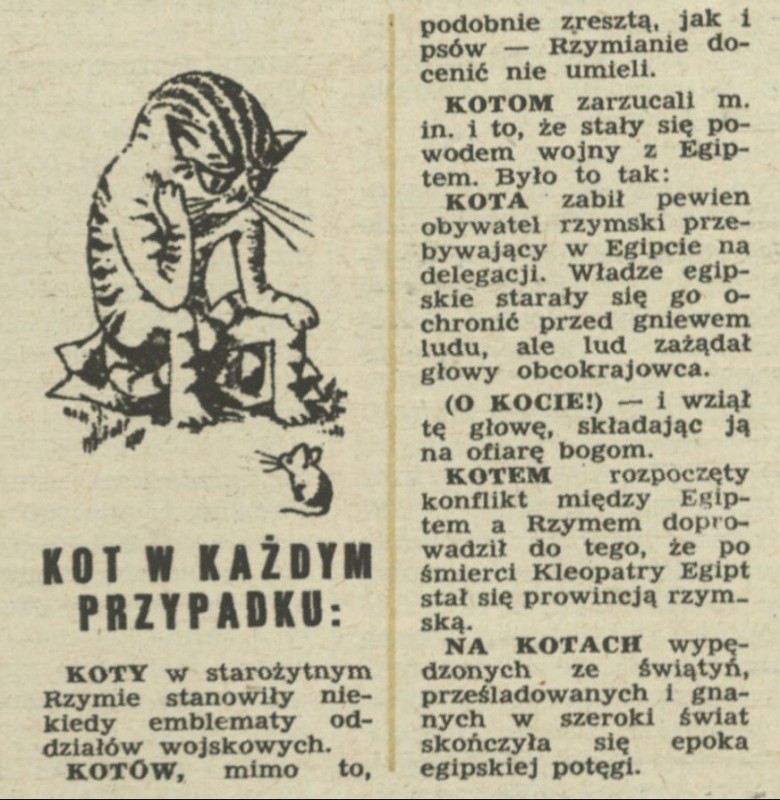 KOT W KAŻDYM
PRZYPADKU:
KOTY w starożytnym
Rzymie stanowiły nie-
kiedy emblematy od-
działów wojskowych.
KOTÓW, mimo to,
podobnie zresztą, jak i
psów — Rzymianie do-
cenić nie umieli.
KOTOM zarzucali m.
in. i to, że stały się po-
wodem wojny z Egip-
tem. Było to tak:
KOTA zabił pewien
obywatel rzymski prze-
bywający w Egipcie na
delegacji. Władze egip-
skie starały się go o-
chronić przed gniewem
ludu, ale lud zażądał
głowy obcokrajowca.
(O KOCIE!) — i wziął
tę głowę, składając ją
na ofiarę bogom.
KOTEM rozpoczęty
konflikt między Egip-
tem a Rzymem dopro-
wadził do tego, że po
śmierci Kleopatry Egipt
stał się prowincją rzym-
ską.
NA KOTACH wypę-
dzonych ze świątyń,
prześladowanych i gna-
nych w szeroki świat
skończyła się epoka
egipskiej potęgi.